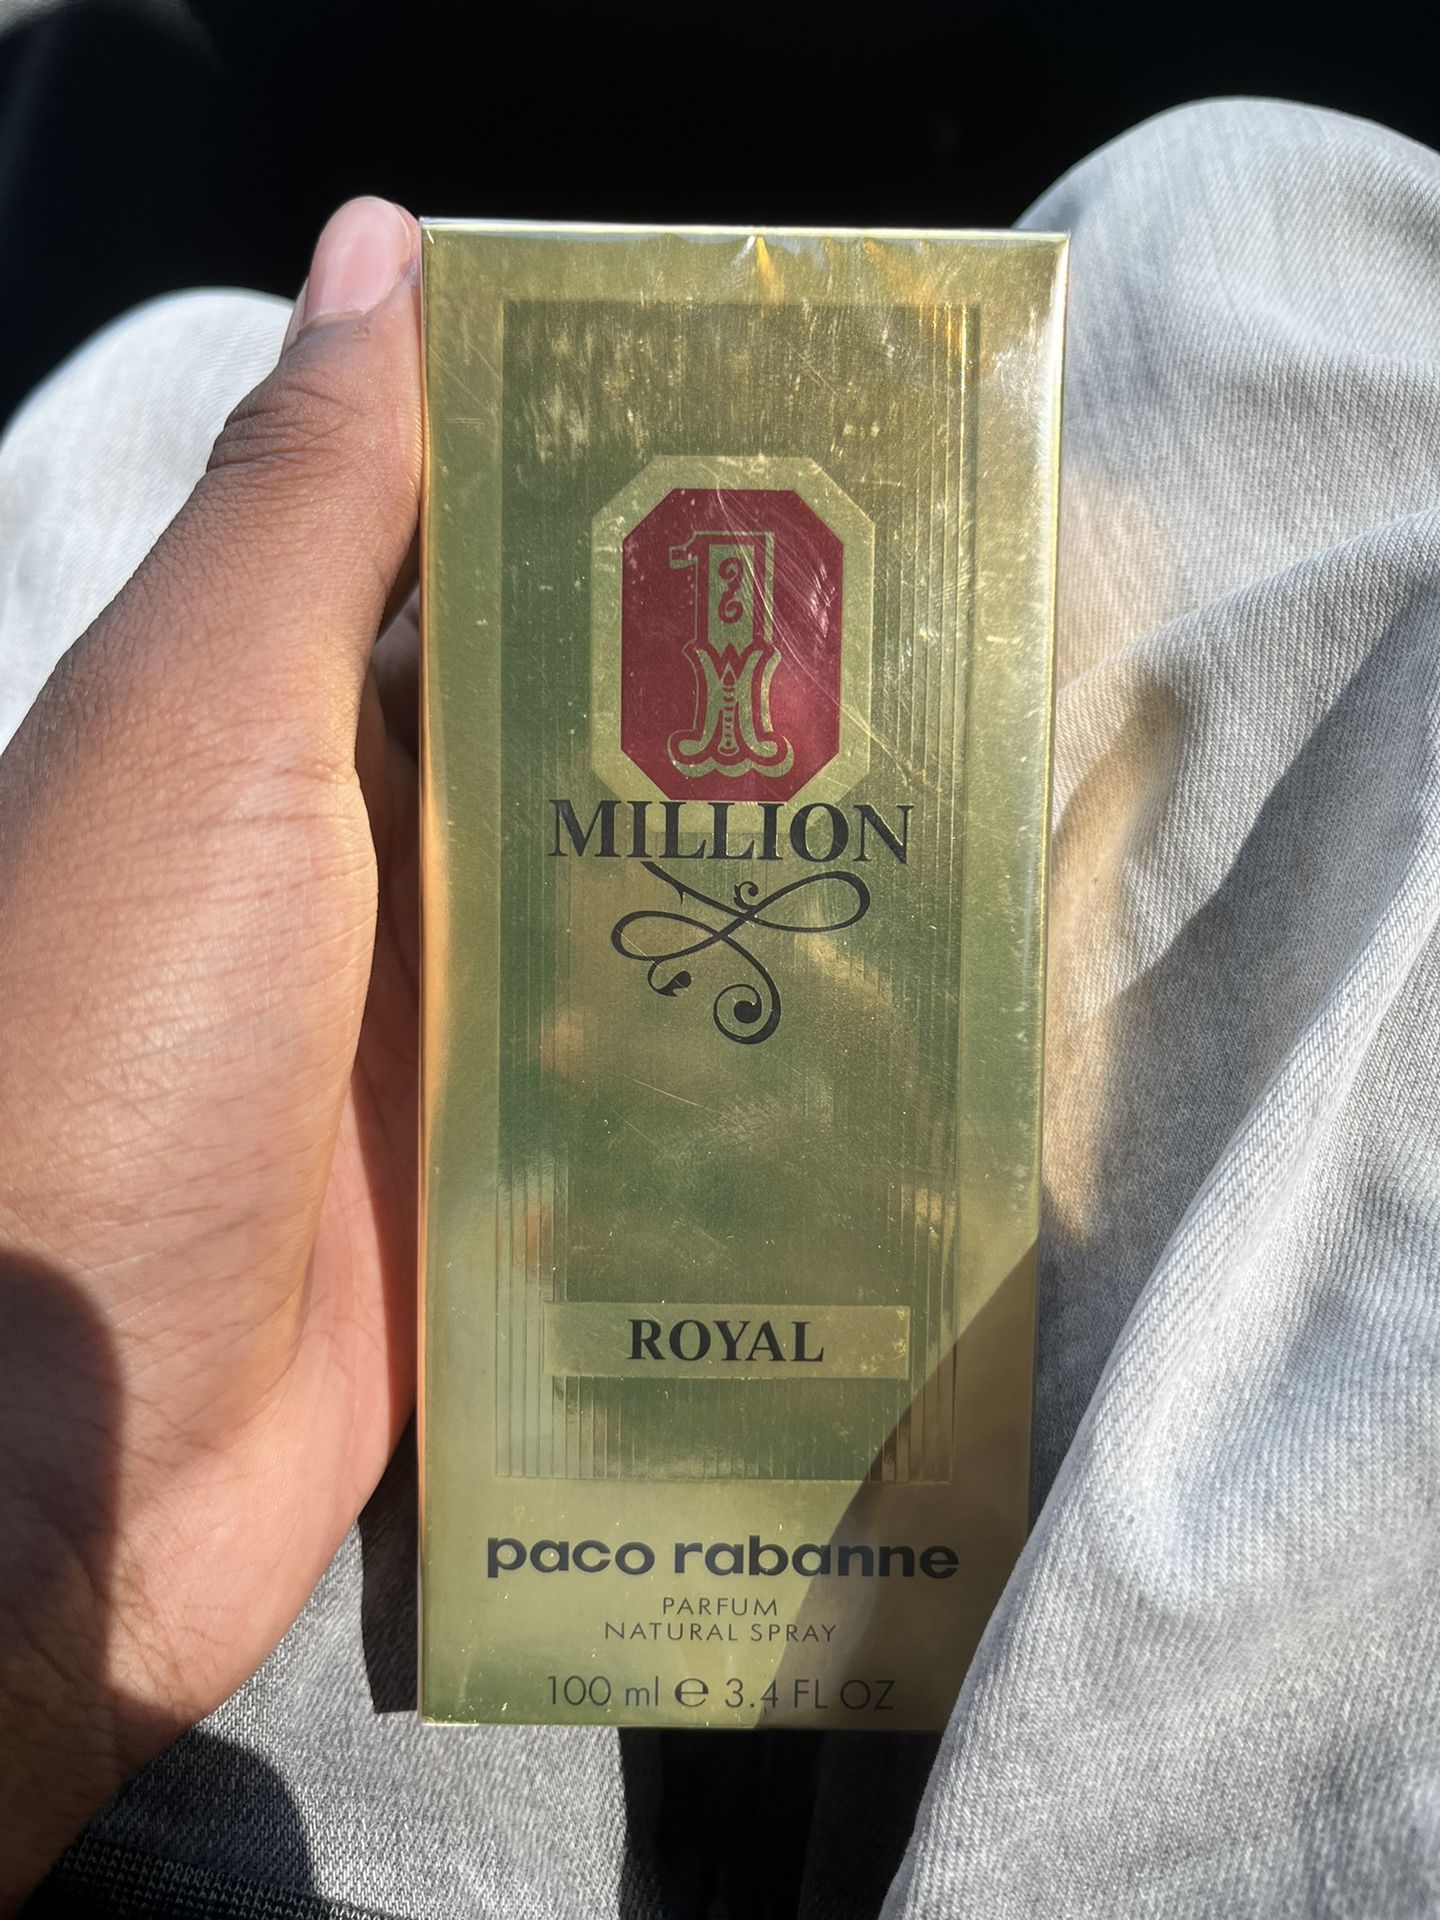 1
MILLION
ROYAL
paco rabanne
PARFUM
NATURAL SPRAY
100 ml ℮ 3.4 FL OZ